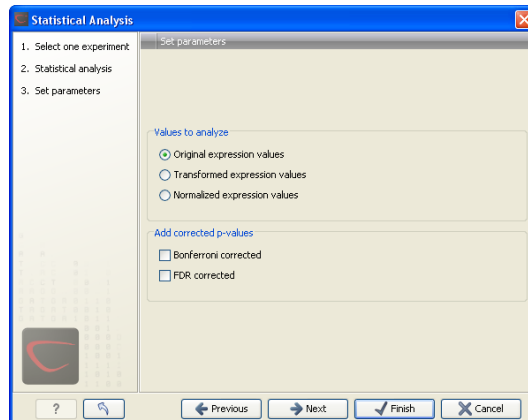 Statistical Analysis
1. Select one experiment
2. Statistical analysis
3. Set parameters
Set parameters
Values to analyze
Original expression values
Transformed expression values
Normalized expression values
Add corrected p-values
Bonferroni corrected
FDR corrected
?
Previous
Next
Finish
Cancel